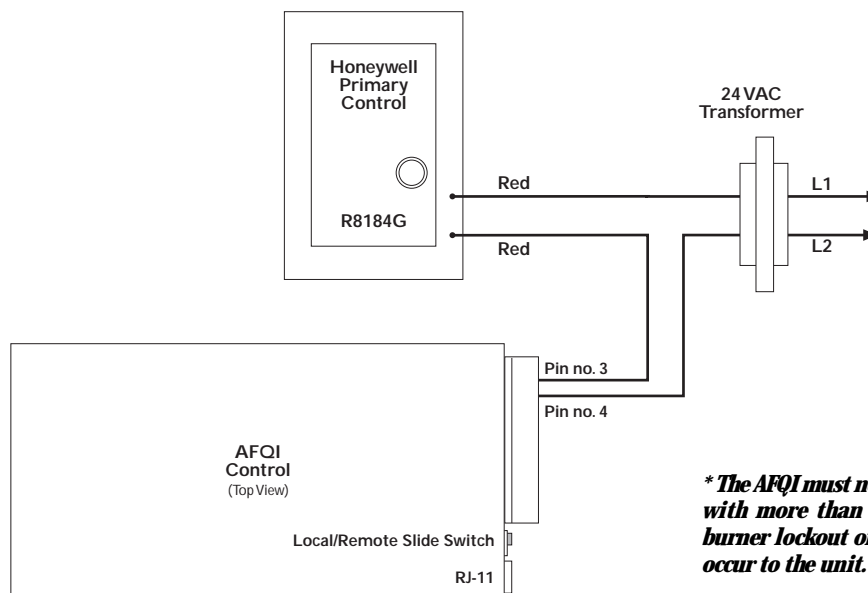 Honeywell
Primary
Control
R8184G
24 VAC
Transformer
Red
L1
Red
L2
Pin no. 3
Pin no. 4
AFQI
Control
(Top View)
Local/Remote Slide Switch
RJ-11
* The AFQI must
with more than
burner lockout
occur to the unit.